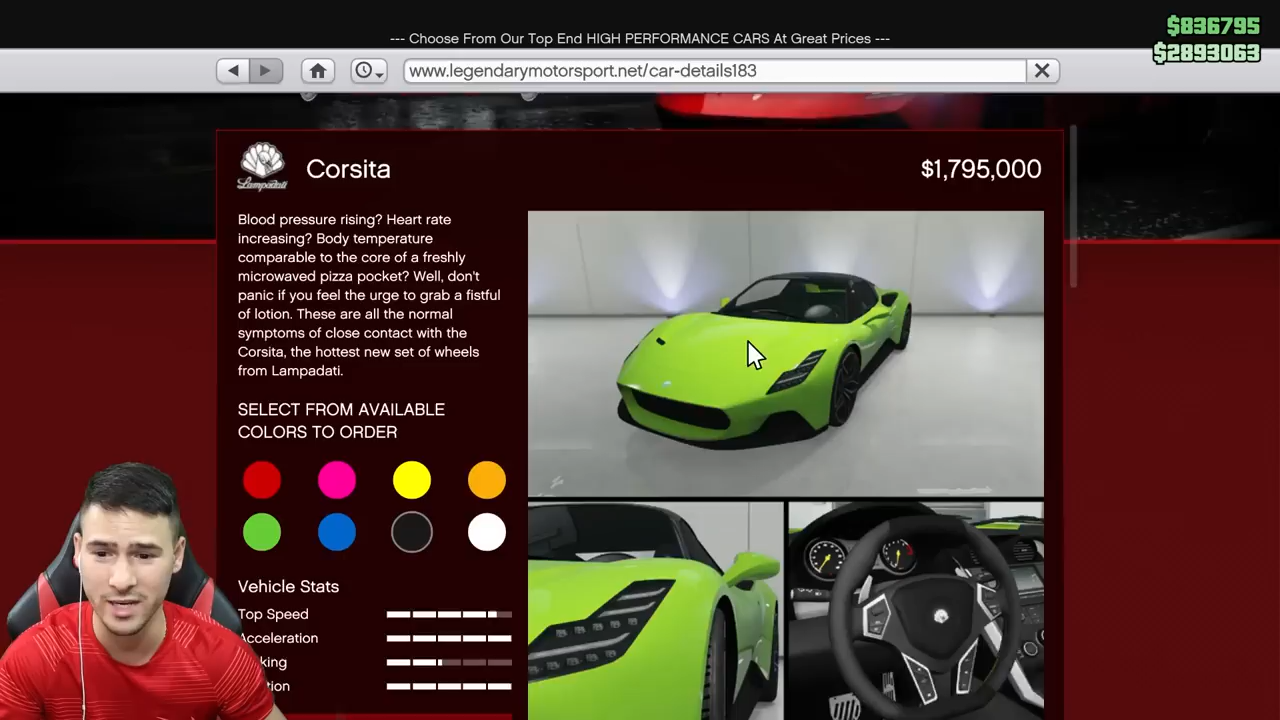 $836795
--- Choose From Our Top End HIGH PERFORMANCE CARS At Great Prices ---
$2893063
www.legendarymotorsport.net/car-details183
Lampadati
Corsita
$1,795,000
Blood pressure rising? Heart rate
increasing? Body temperature
comparable to the core of a freshly
microwaved pizza pocket? Well, don't
panic if you feel the urge to grab a fistful
of lotion. These are all the normal
symptoms of close contact with the
Corsita, the hottest new set of wheels
from Lampadati.
SELECT FROM AVAILABLE
COLORS TO ORDER
Vehicle Stats
Top Speed
Acceleration
king
tion